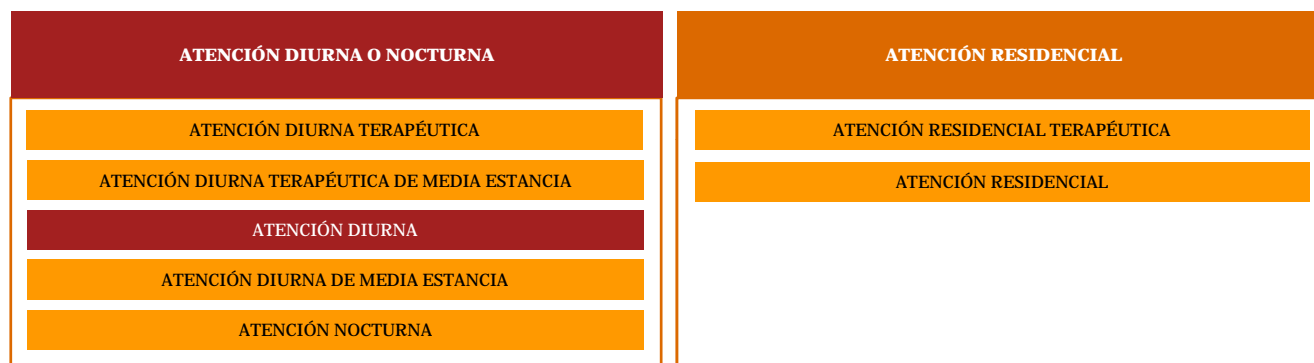 ATENCIÓN DIURNA O NOCTURNA
ATENCIÓN DIURNA TERAPÉUTICA
ATENCIÓN DIURNA TERAPÉUTICA DE MEDIA ESTANCIA
ATENCIÓN DIURNA
ATENCIÓN DIURNA DE MEDIA ESTANCIA
ATENCIÓN NOCTURNA
ATENCIÓN RESIDENCIAL
ATENCIÓN RESIDENCIAL TERAPÉUTICA
ATENCIÓN RESIDENCIAL